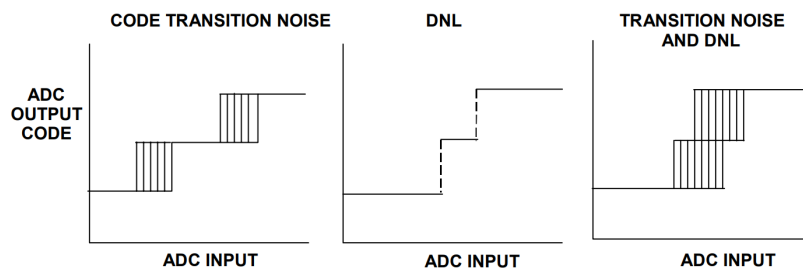 CODE TRANSITION NOISE
DNL
TRANSITION NOISE
AND DNL
ADC
OUTPUT
CODE
ADC INPUT
ADC INPUT
ADC INPUT